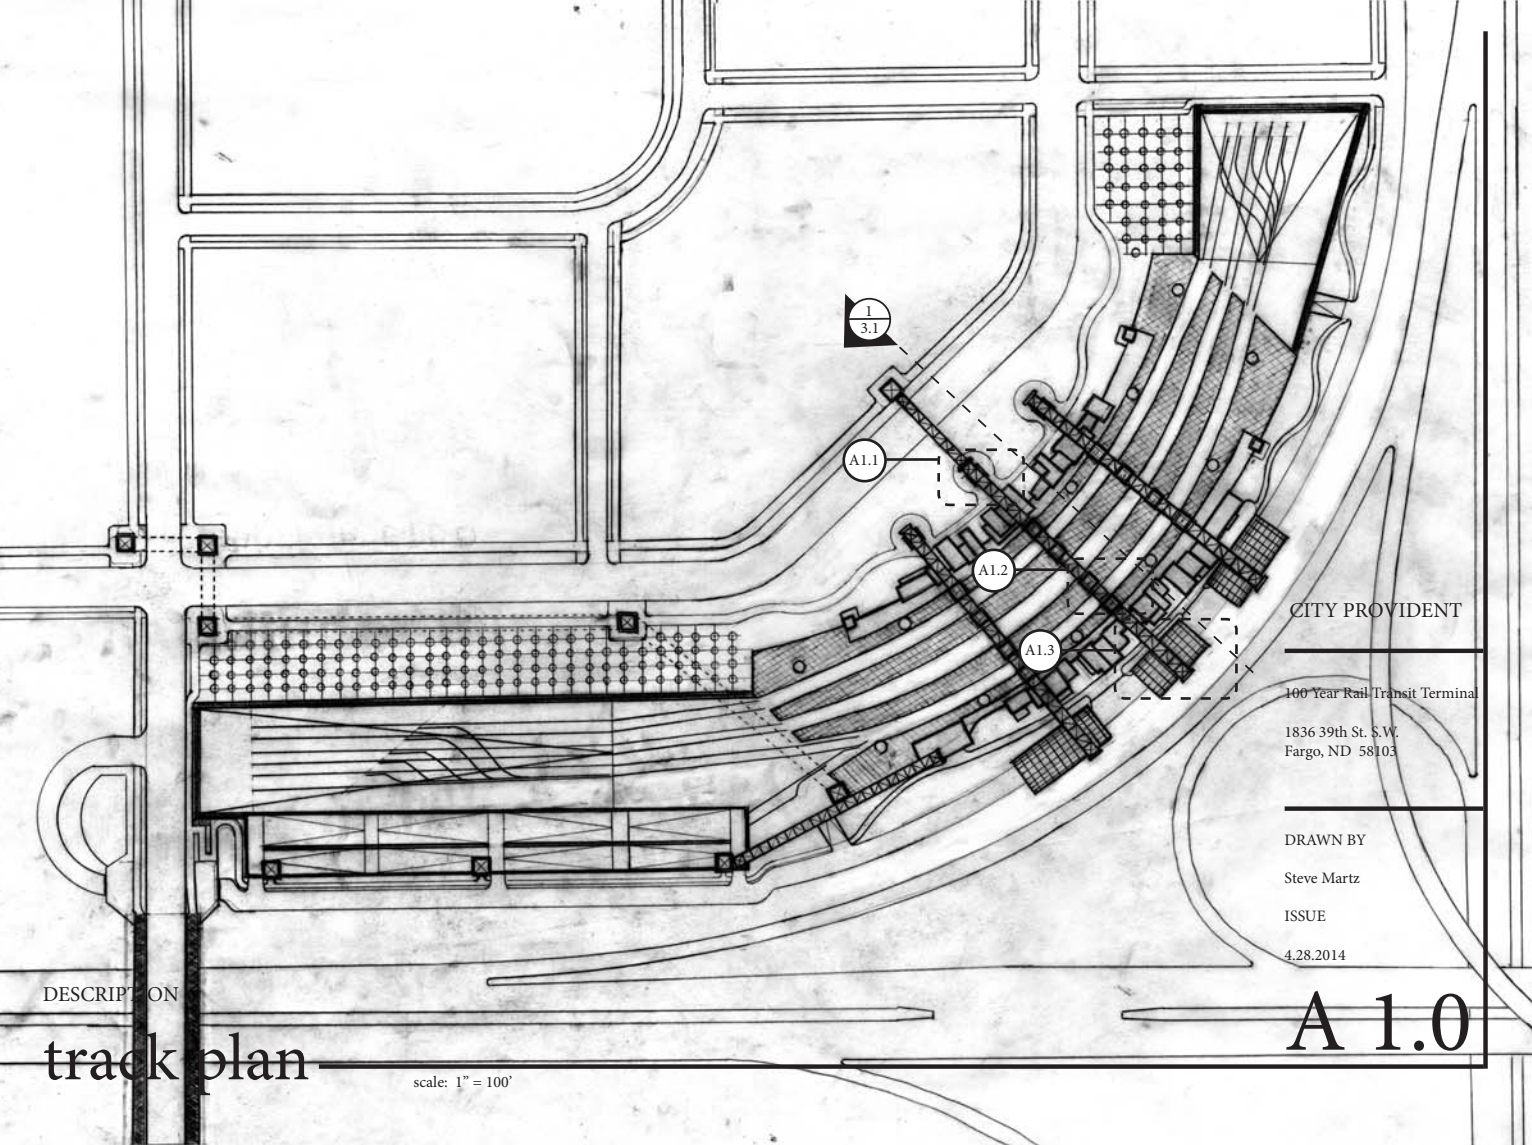 1
3.1
A1.1
A1.2
A1.3
CITY PROVIDENT
100 Year Rail Transit Terminal
1836 39th St. S.W.
Fargo, ND 58103
DRAWN BY
Steve Martz
ISSUE
4.28.2014
A 1.0
DESCRIPTION
track plan
scale: 1” = 100’